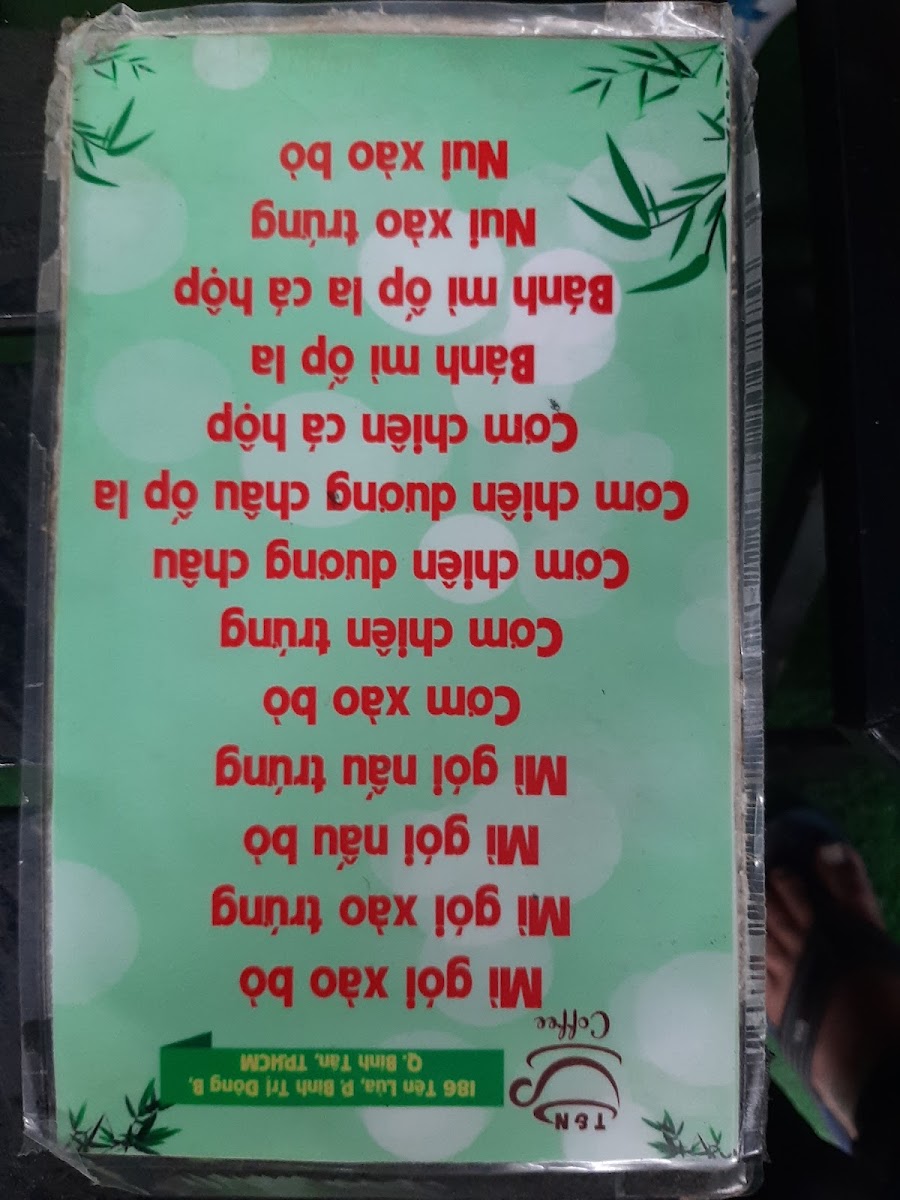 T&N
Coffee
186 Tên Lửa, P. Bình Trị Đông B,
Q. Bình Tân, TPHCM
Mì gói xào bò
Mì gói xào trứng
Mì gói nấu bò
Mì gói nấu trứng
Cơm xào bò
Cơm chiên trứng
Cơm chiên dương châu
Cơm chiên dương châu ốp la
Cơm chiên cá hộp
Bánh mì ốp la
Bánh mì ốp la cá hộp
Nui xào trứng
Nui xào bò